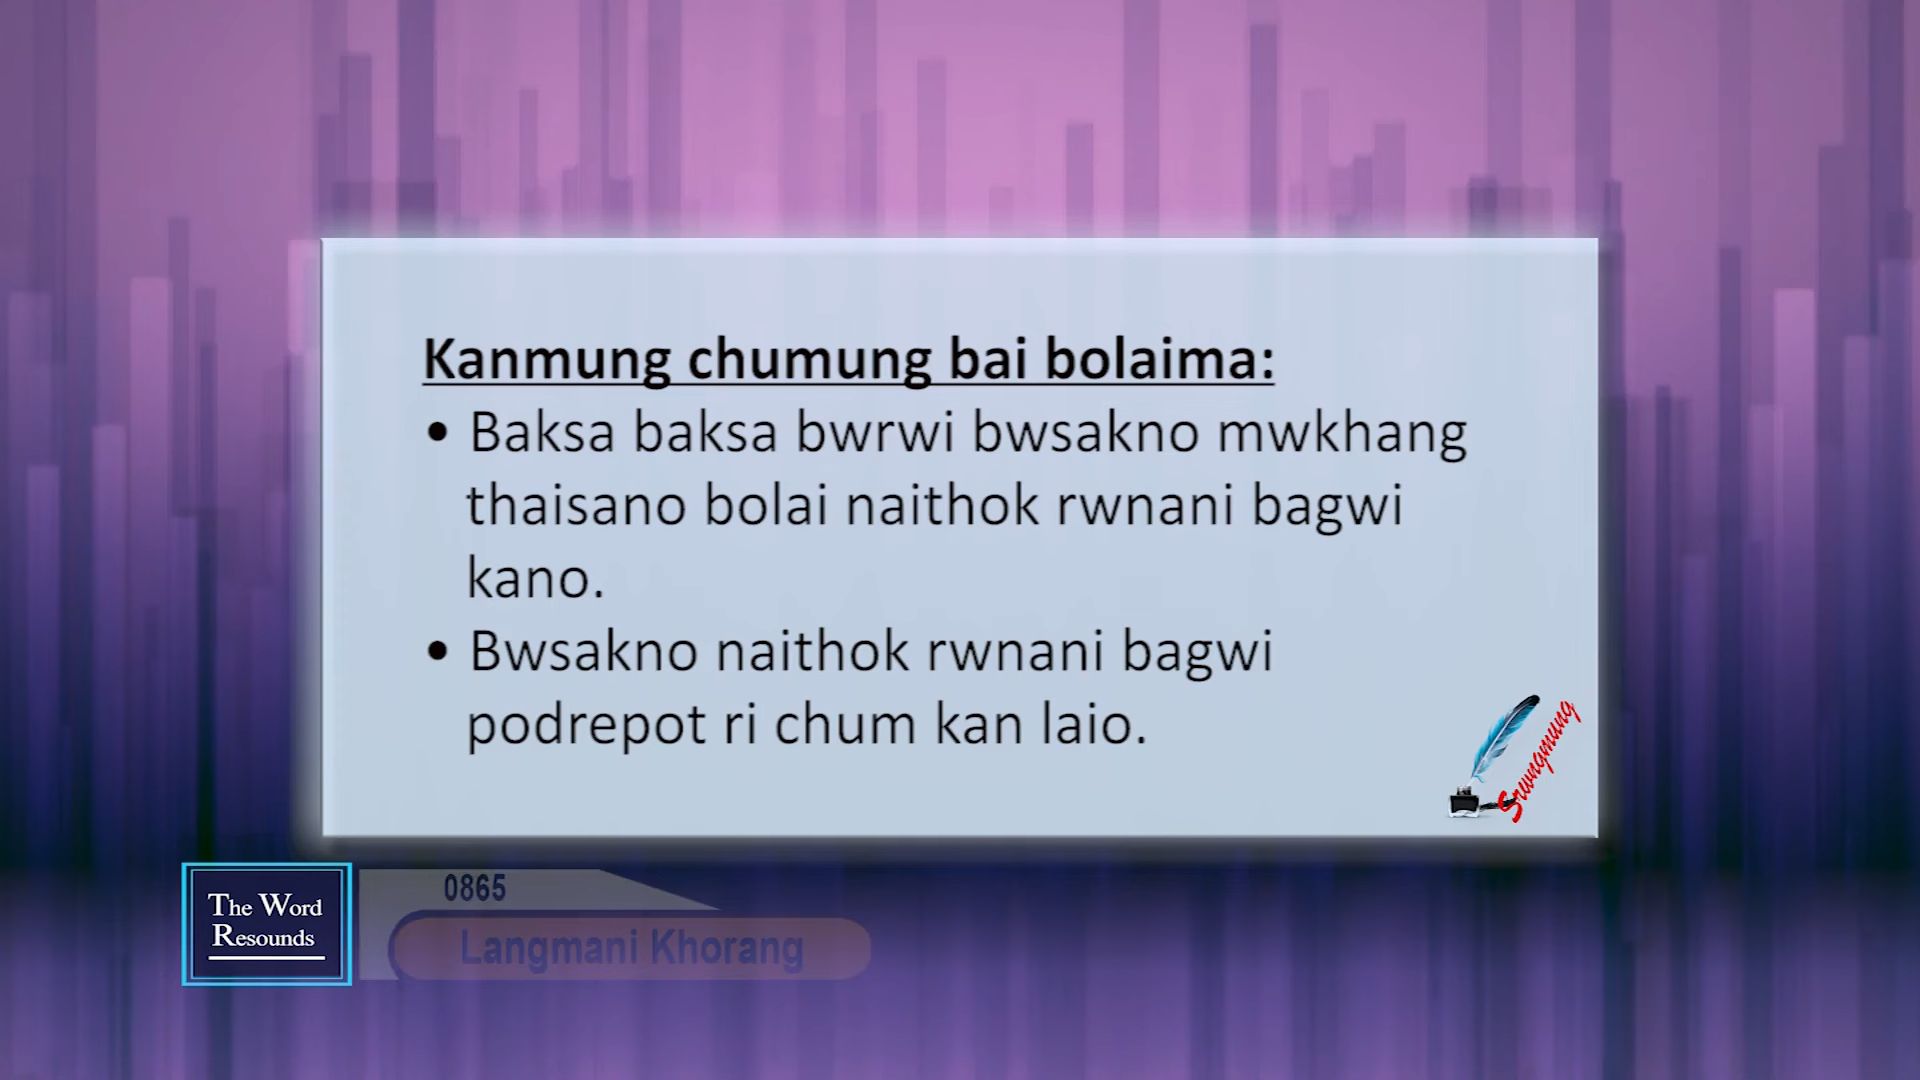 Kanmung chumung bai bolaima:
• Baksa baksa bwrwi bwsakno mwkhang
thaisano bolai naithok rwnani bagwi
kano.
• Bwsakno naithok rwnani bagwi
podrepot ri chum kan laio.
Srwngmung
The Word
Resounds
0865
Langmani Khorang